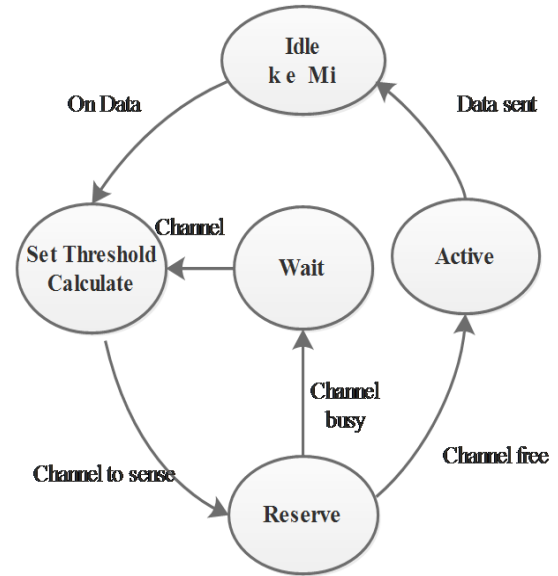 Idle
k e Mi
On Data
Data sent
Channel
Set Threshold
Calculate
Wait
Active
Channel
busy
Channel free
Channel to sense
Reserve